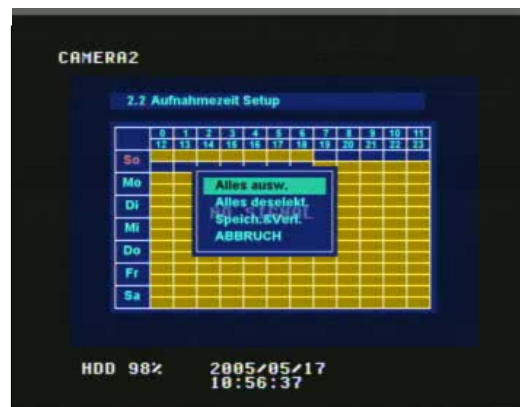 CAMERA2
2.2 Aufnahmezeit Setup
0 1 2 3 4 5 6 7 8 9 10 11
12 13 14 15 16 17 18 19 20 21 22 23
So
Mo
Di
Mi
Do
Fr
Sa
Alles ausw.
Alles deselekt.
NO SIGNAL
Speich.&Verl.
ABBRUCH
HDD 98% 2005/05/17
10:56:37